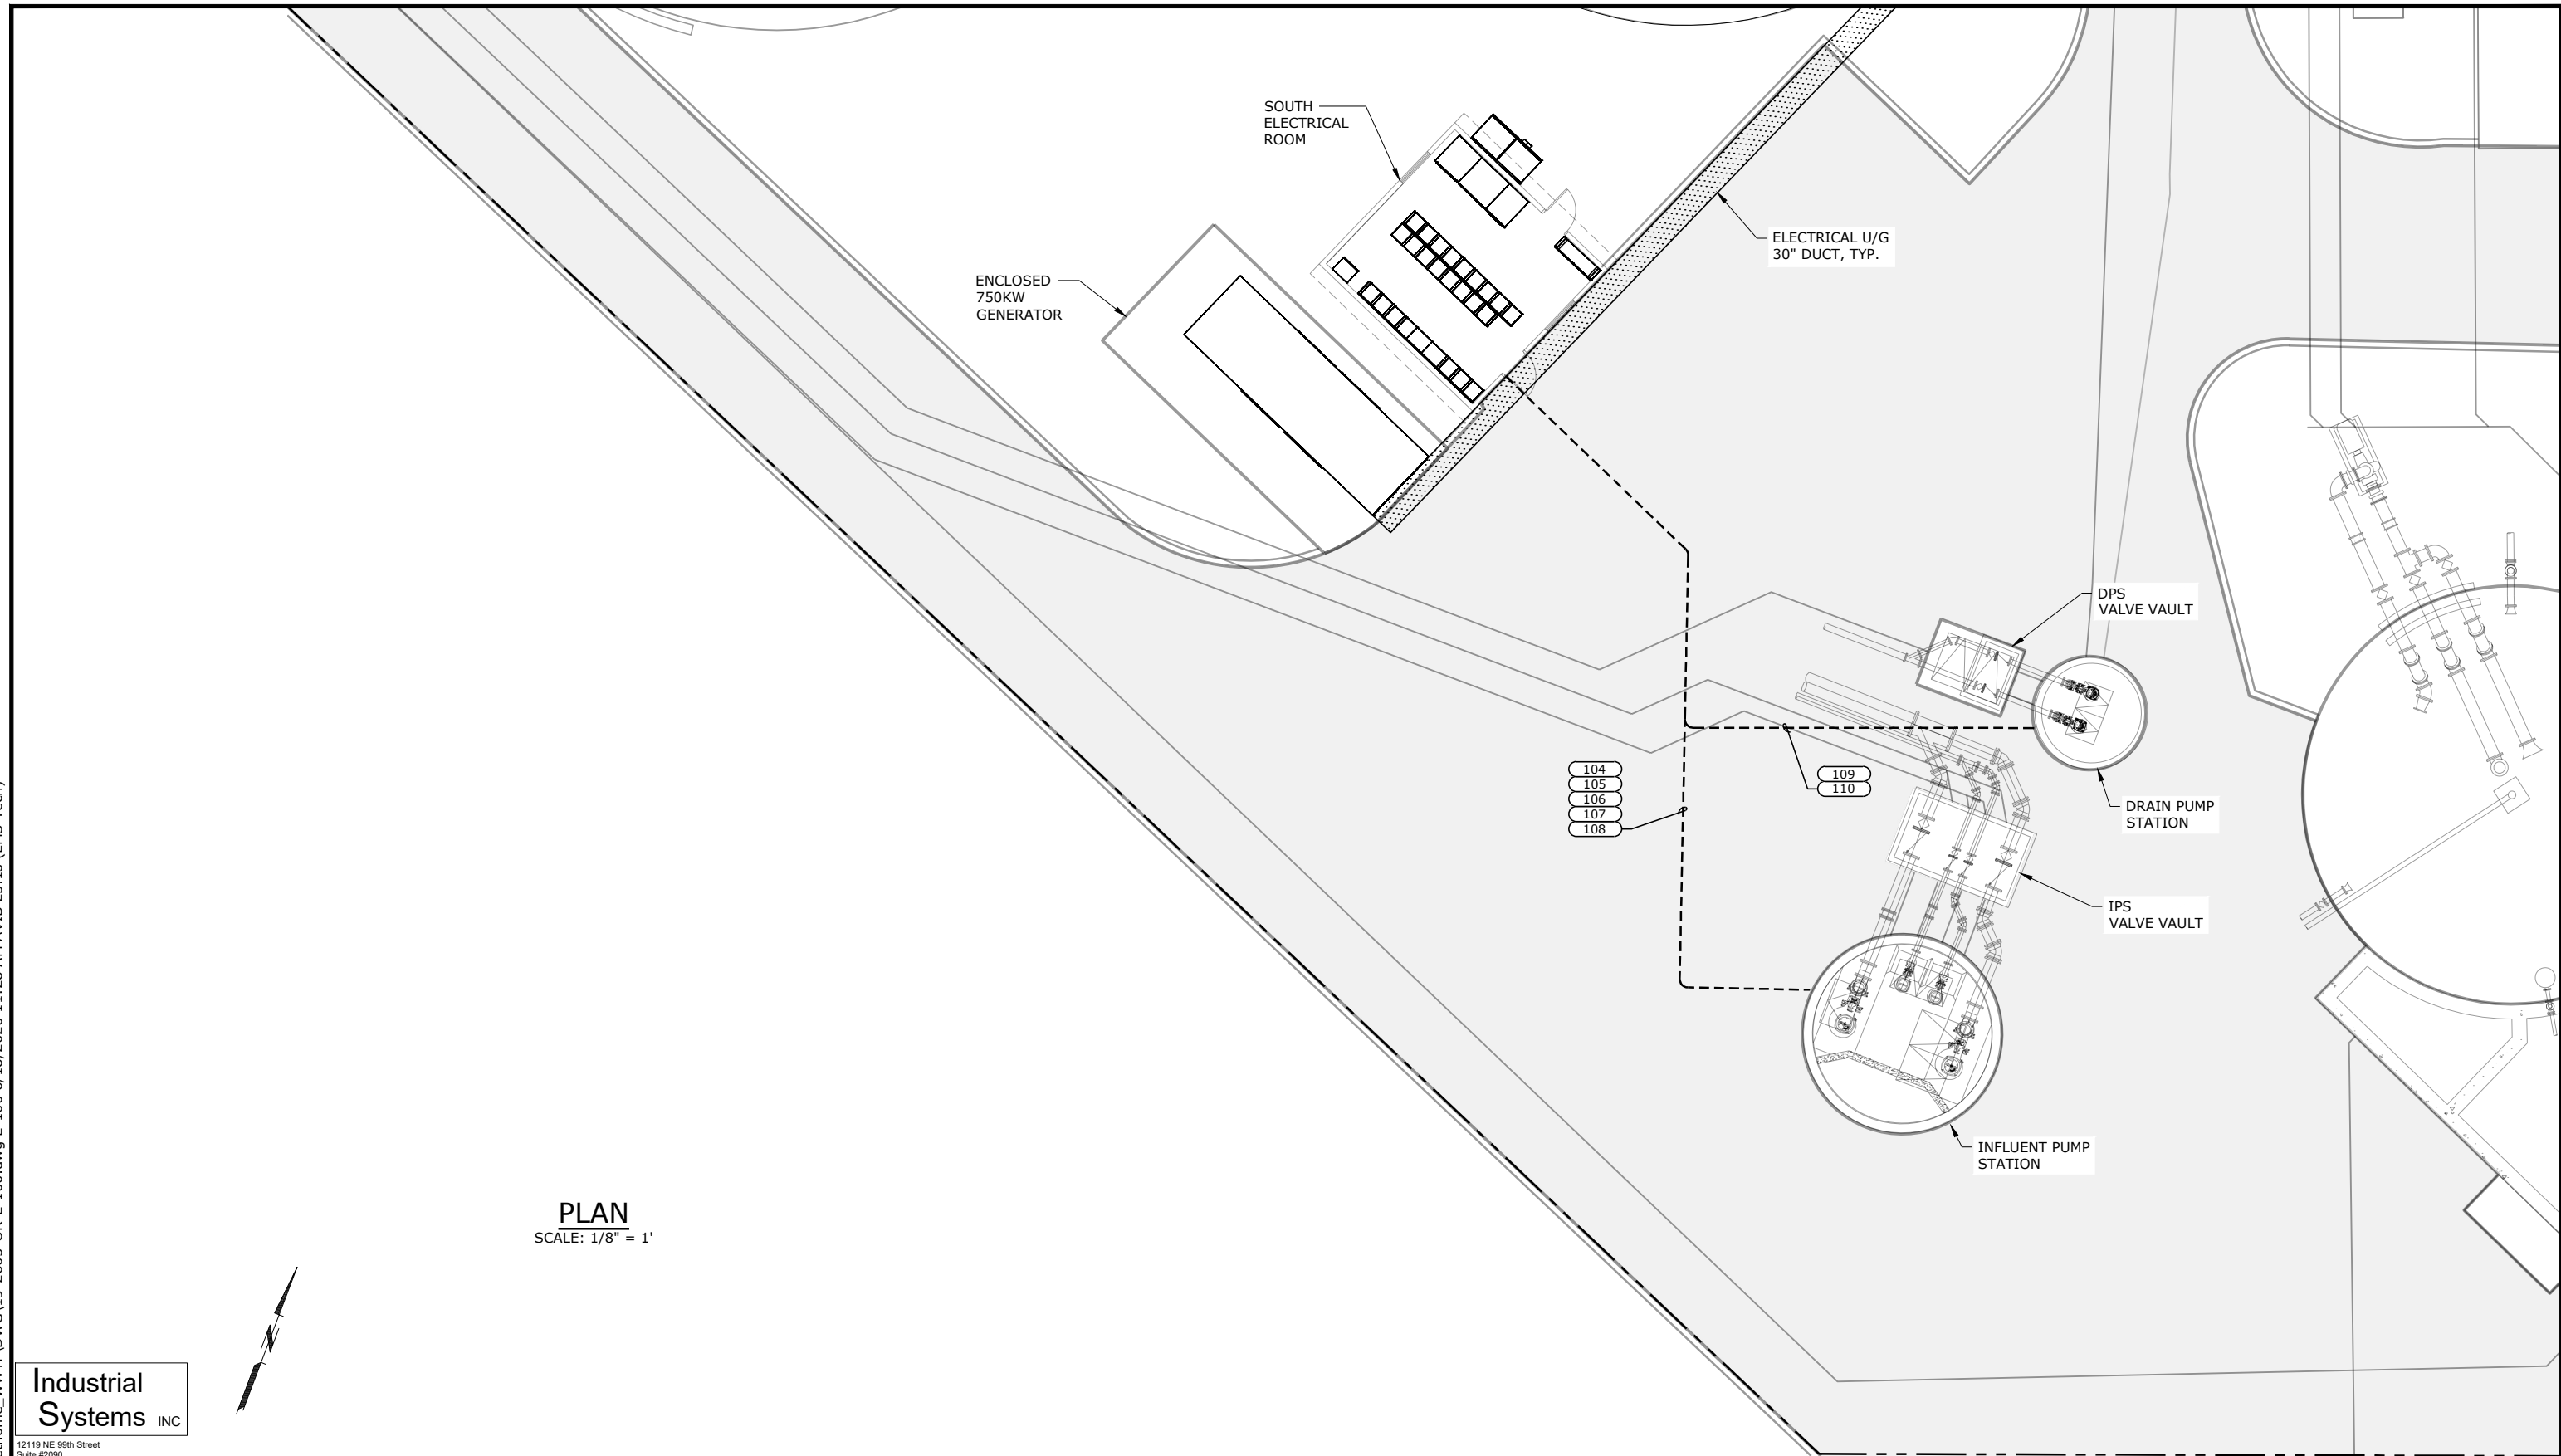 SOUTH
ELECTRICAL
ROOM
ELECTRICAL U/G
30" DUCT, TYP.
ENCLOSED
750KW
GENERATOR
DPS
VALVE VAULT
104
105
106
107
108
109
110
DRAIN PUMP
STATION
IPS
VALVE VAULT
INFLUENT PUMP
STATION
PLAN
SCALE: 1/8" = 1'
N
Industrial
Systems INC
12119 NE 99th Street
Suite #2090